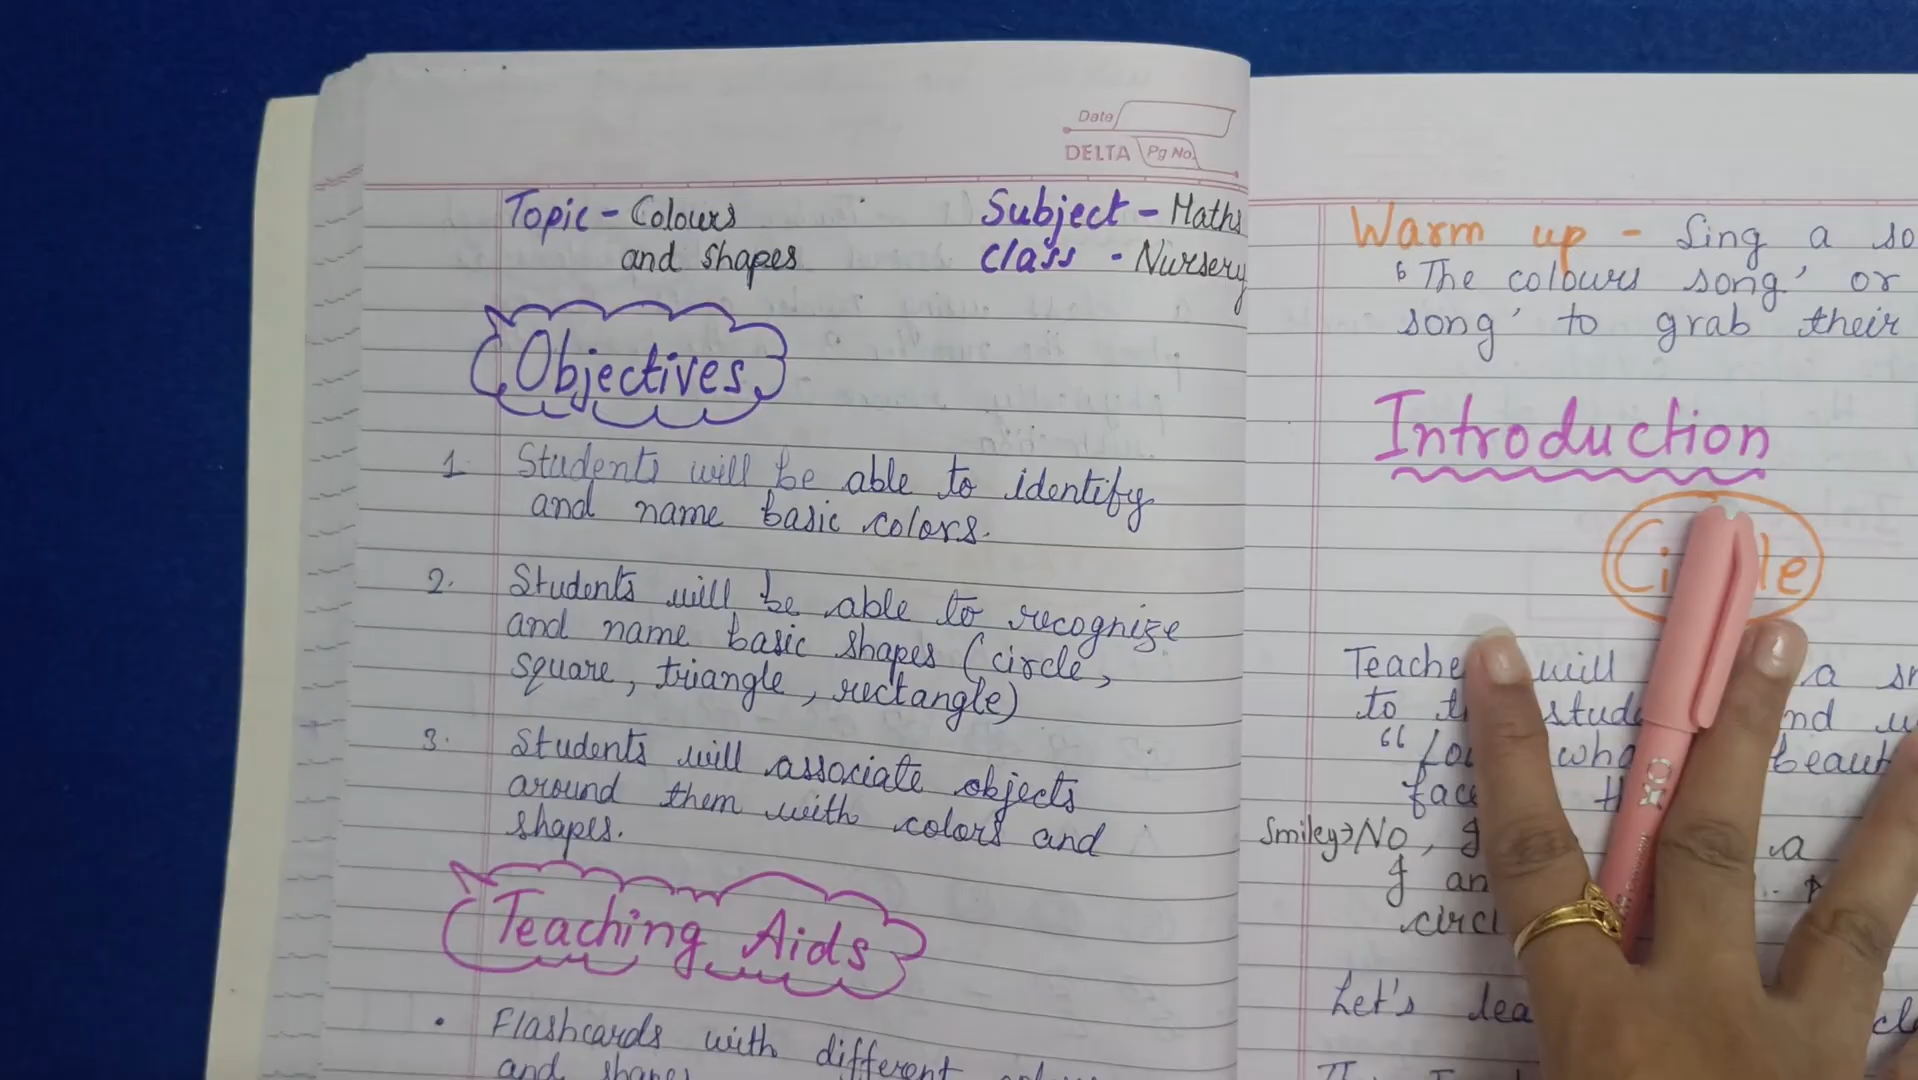 Date
DELTA Pg No.
Topic - Colours
and shapes
Subject - Maths
Class - Nursery
Objectives
1. Students will be able to identify
and name basic colors.
2. Students will be able to recognize
and name basic shapes (circle,
square, triangle, rectangle)
3. Students will associate objects
around them with colors and
shapes.
Teaching Aids
• Flashcards with different
and shapes
Warm up - Sing a
'The colours song' or
song' to grab their
Introduction
Teacher will a
to
"
face
Smiley>No, I a
I
Let's